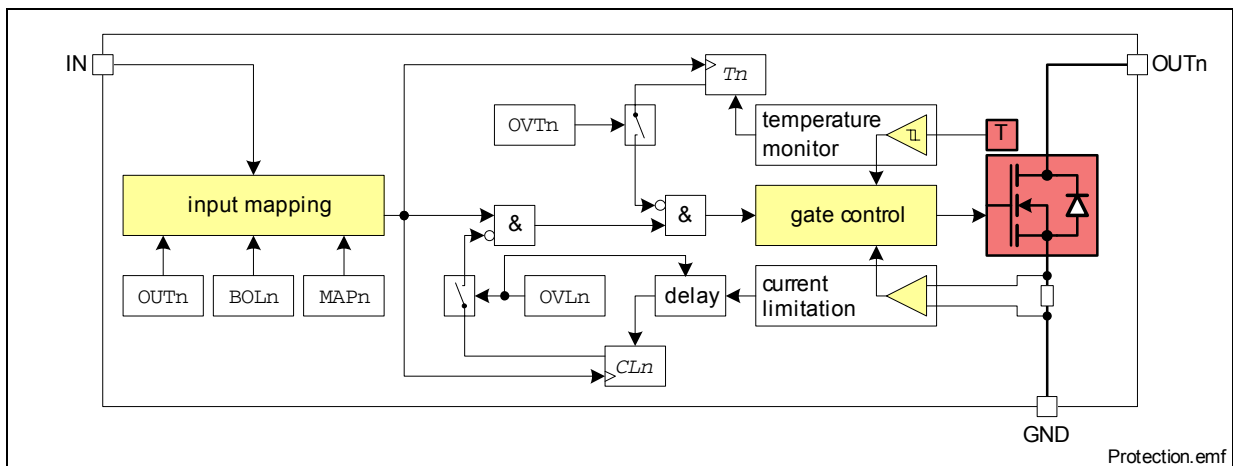 IN
OUTn
Tn
OVTn
temperature
monitor
T
input mapping
&
&
gate control
OUTn
BOLn
MAPn
OVLn
delay
current
limitation
CLn
GND
Protection.emf